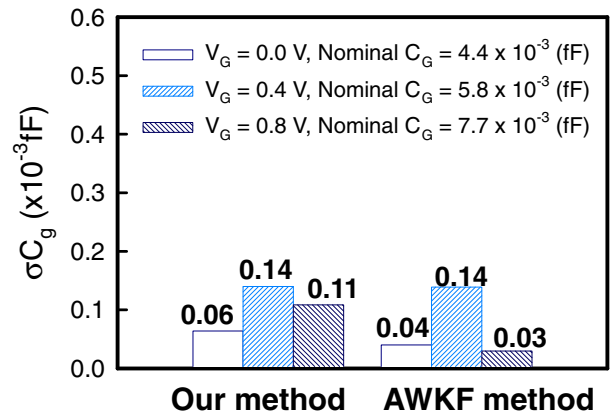 0.6
0.5
0.4
0.3
0.2
0.1
0.0
σC_g (x10^-3fF)
V_G = 0.0 V, Nominal C_G = 4.4 x 10^-3 (fF)
V_G = 0.4 V, Nominal C_G = 5.8 x 10^-3 (fF)
V_G = 0.8 V, Nominal C_G = 7.7 x 10^-3 (fF)
0.06
0.14
0.11
0.04
0.14
0.03
Our method
AWKF method